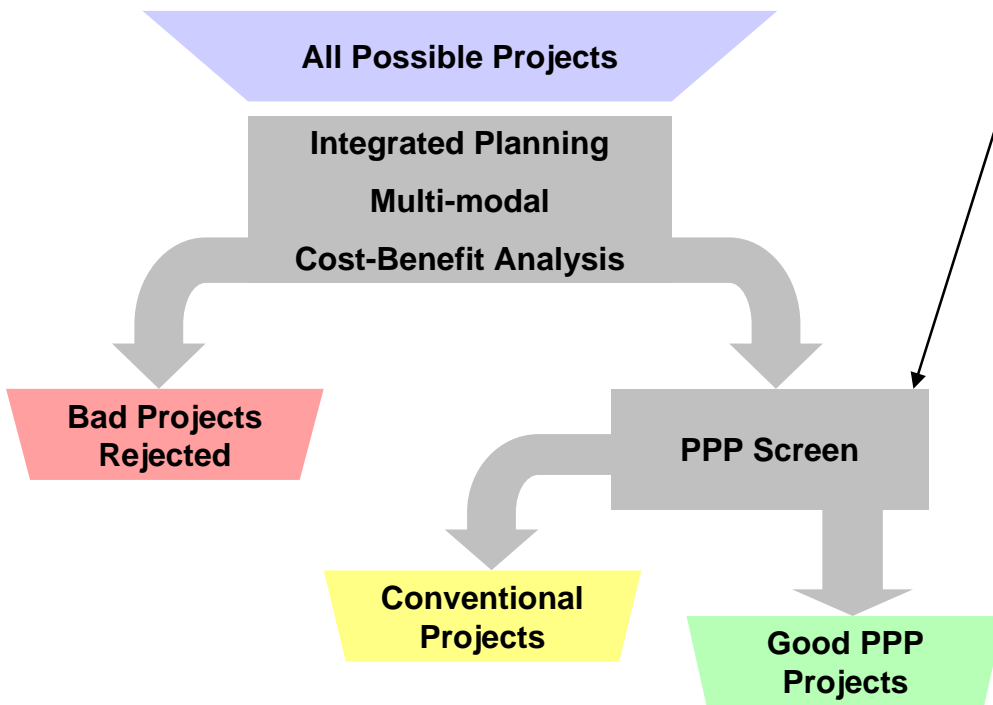 All Possible Projects
Integrated Planning
Multi-modal
Cost-Benefit Analysis
Bad Projects
Rejected
PPP Screen
Conventional
Projects
Good PPP
Projects